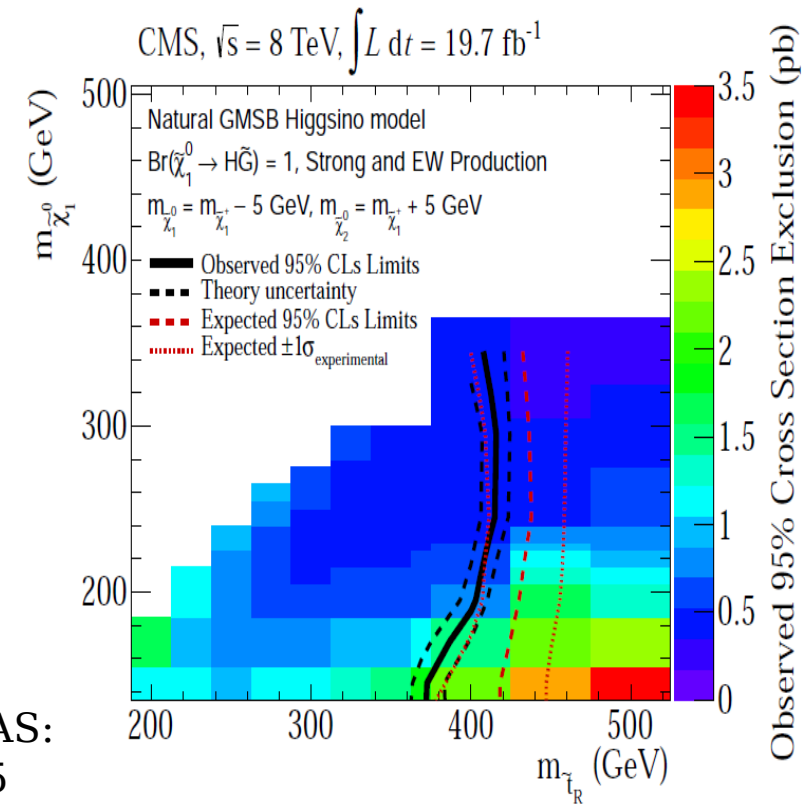 CMS, √s = 8 TeV, ∫L dt = 19.7 fb⁻¹
Natural GMSB Higgsino model
Br(χ̃₁⁰ → HG̃) = 1, Strong and EW Production
m_χ̃₁⁰ = m_χ̃₁⁺ − 5 GeV, m_χ̃₂⁰ = m_χ̃₁⁺ + 5 GeV
Observed 95% CLs Limits
Theory uncertainty
Expected 95% CLs Limits
Expected ±1σ_experimental
m_χ̃₁⁰ (GeV)
500
400
300
200
200 300 400 500
m_t̃_R (GeV)
3.5
3
2.5
2
1.5
1
0.5
0
Observed 95% Cross Section Exclusion (pb)
AS: